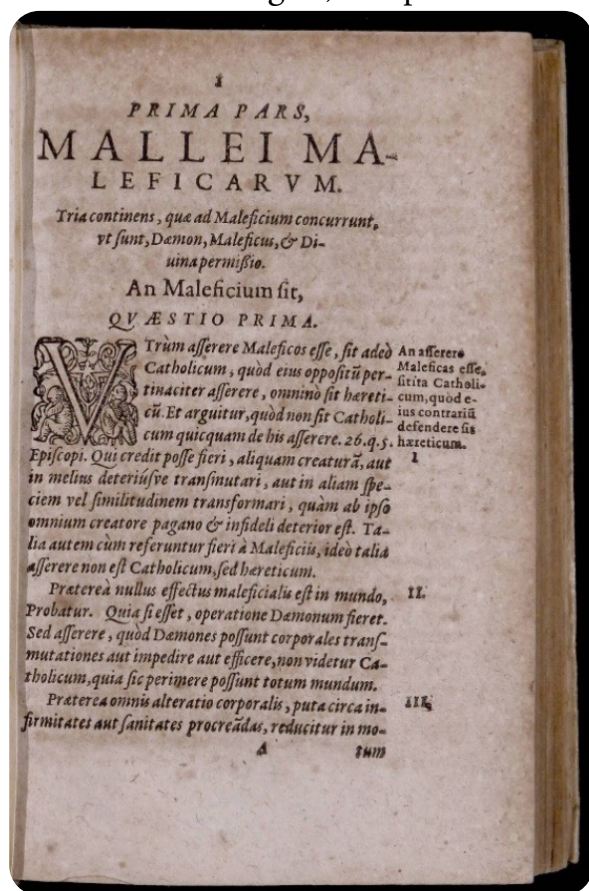 1
PRIMA PARS,
MALLEI MA-
LEFICARVM.
Tria continens, quæ ad Maleficium concurrunt,
vt sunt, Dæmon, Maleficus, & Di-
uina permißio.
An Maleficium sit,
QVÆSTIO PRIMA.
VTrùm asserere Maleficos esse, sit adeò
Catholicum, quòd eius oppositū per-
tinaciter asserere, omninò sit hæreti-
cū. Et arguitur, quòd non sit Catholi-
cum quicquam de his asserere. 26. q. 5.
Episcopi. Qui credit posse fieri, aliquam creaturā, aut
in melius deteriúsve transmutari, aut in aliam spe-
ciem vel similitudinem transformari, quàm ab ipso
omnium creatore pagano & infideli deterior est. Ta-
lia autem cùm referuntur fieri à Maleficiis, ideò talia
asserere non est Catholicum, sed hæreticum.
Prætereà nullus effectus maleficialis est in mundo,
Probatur. Quia si esset, operatione Dæmonum fieret.
Sed asserere, quòd Dæmones possunt corporales trans-
mutationes aut impedire aut efficere, non videtur Ca-
tholicum, quia sic perimere possunt totum mundum.
Præterea omnis alteratio corporalis, puta circa in-
firmitates aut sanitates procreādas, reducitur in mo-
A tum
An asserere
Maleficas esse,
sit ita Catholi-
cum, quòd e-
ius contrariū
defendere sit
hæreticum.
I
II.
III.